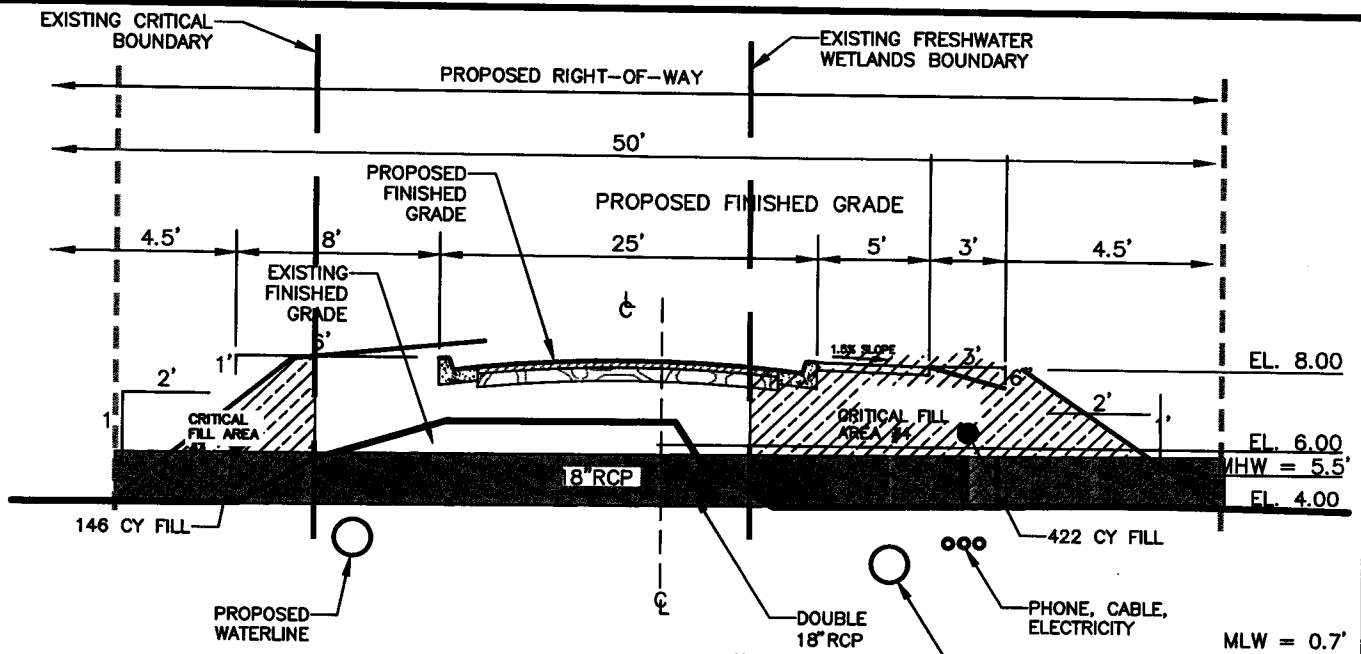 EXISTING CRITICAL
BOUNDARY
EXISTING FRESHWATER
WETLANDS BOUNDARY
PROPOSED RIGHT-OF-WAY
50'
PROPOSED
FINISHED
GRADE
PROPOSED FINISHED GRADE
4.5'
8'
25'
5'
3'
4.5'
EXISTING
FINISHED
GRADE
6'
1'
2'
1
1.5% SLOPE
3'
6"
EL. 8.00
2'
1'
CRITICAL
FILL AREA
CRITICAL FILL
AREA #4
EL. 6.00
MHW = 5.5'
18"RCP
EL. 4.00
146 CY FILL
422 CY FILL
PROPOSED
WATERLINE
DOUBLE
18"RCP
PHONE, CABLE,
ELECTRICITY
MLW = 0.7'